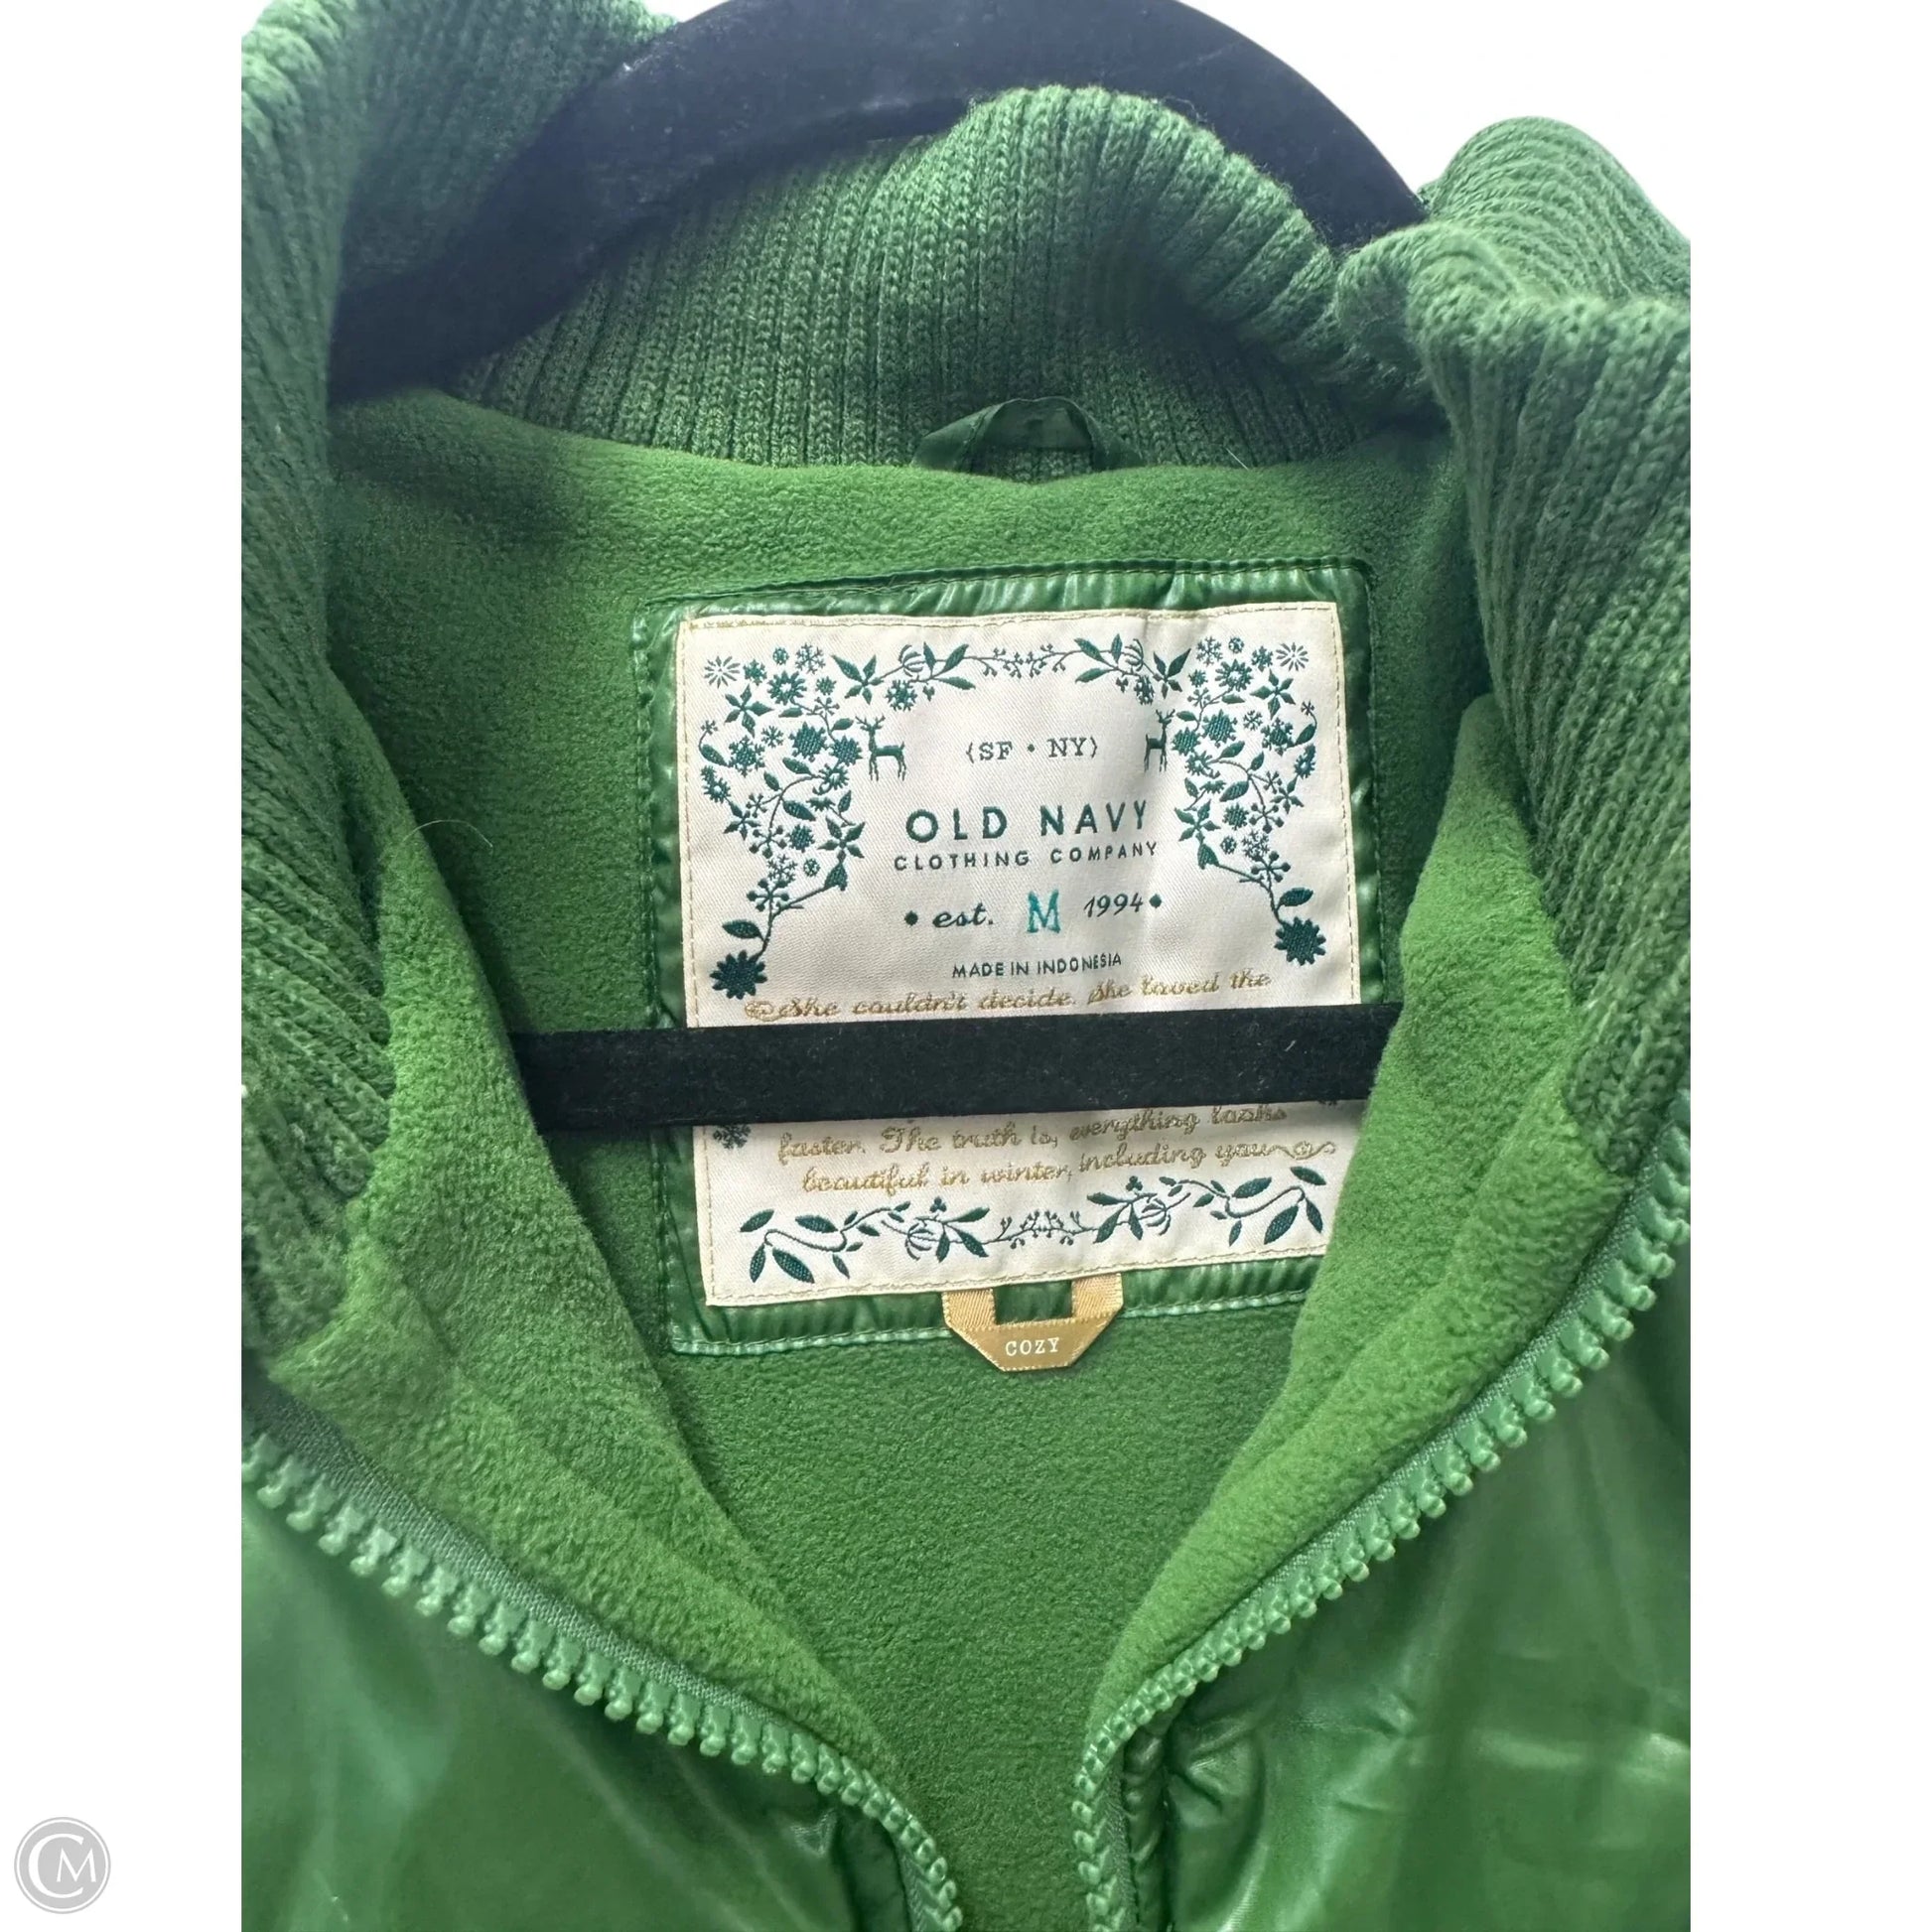 {SF • NY}
OLD NAVY
CLOTHING COMPANY
• est. M 1994 •
MADE IN INDONESIA
She couldn't decide. She loved the
faster. The truth is, everything looks
beautiful in winter, including you
COZY
CM